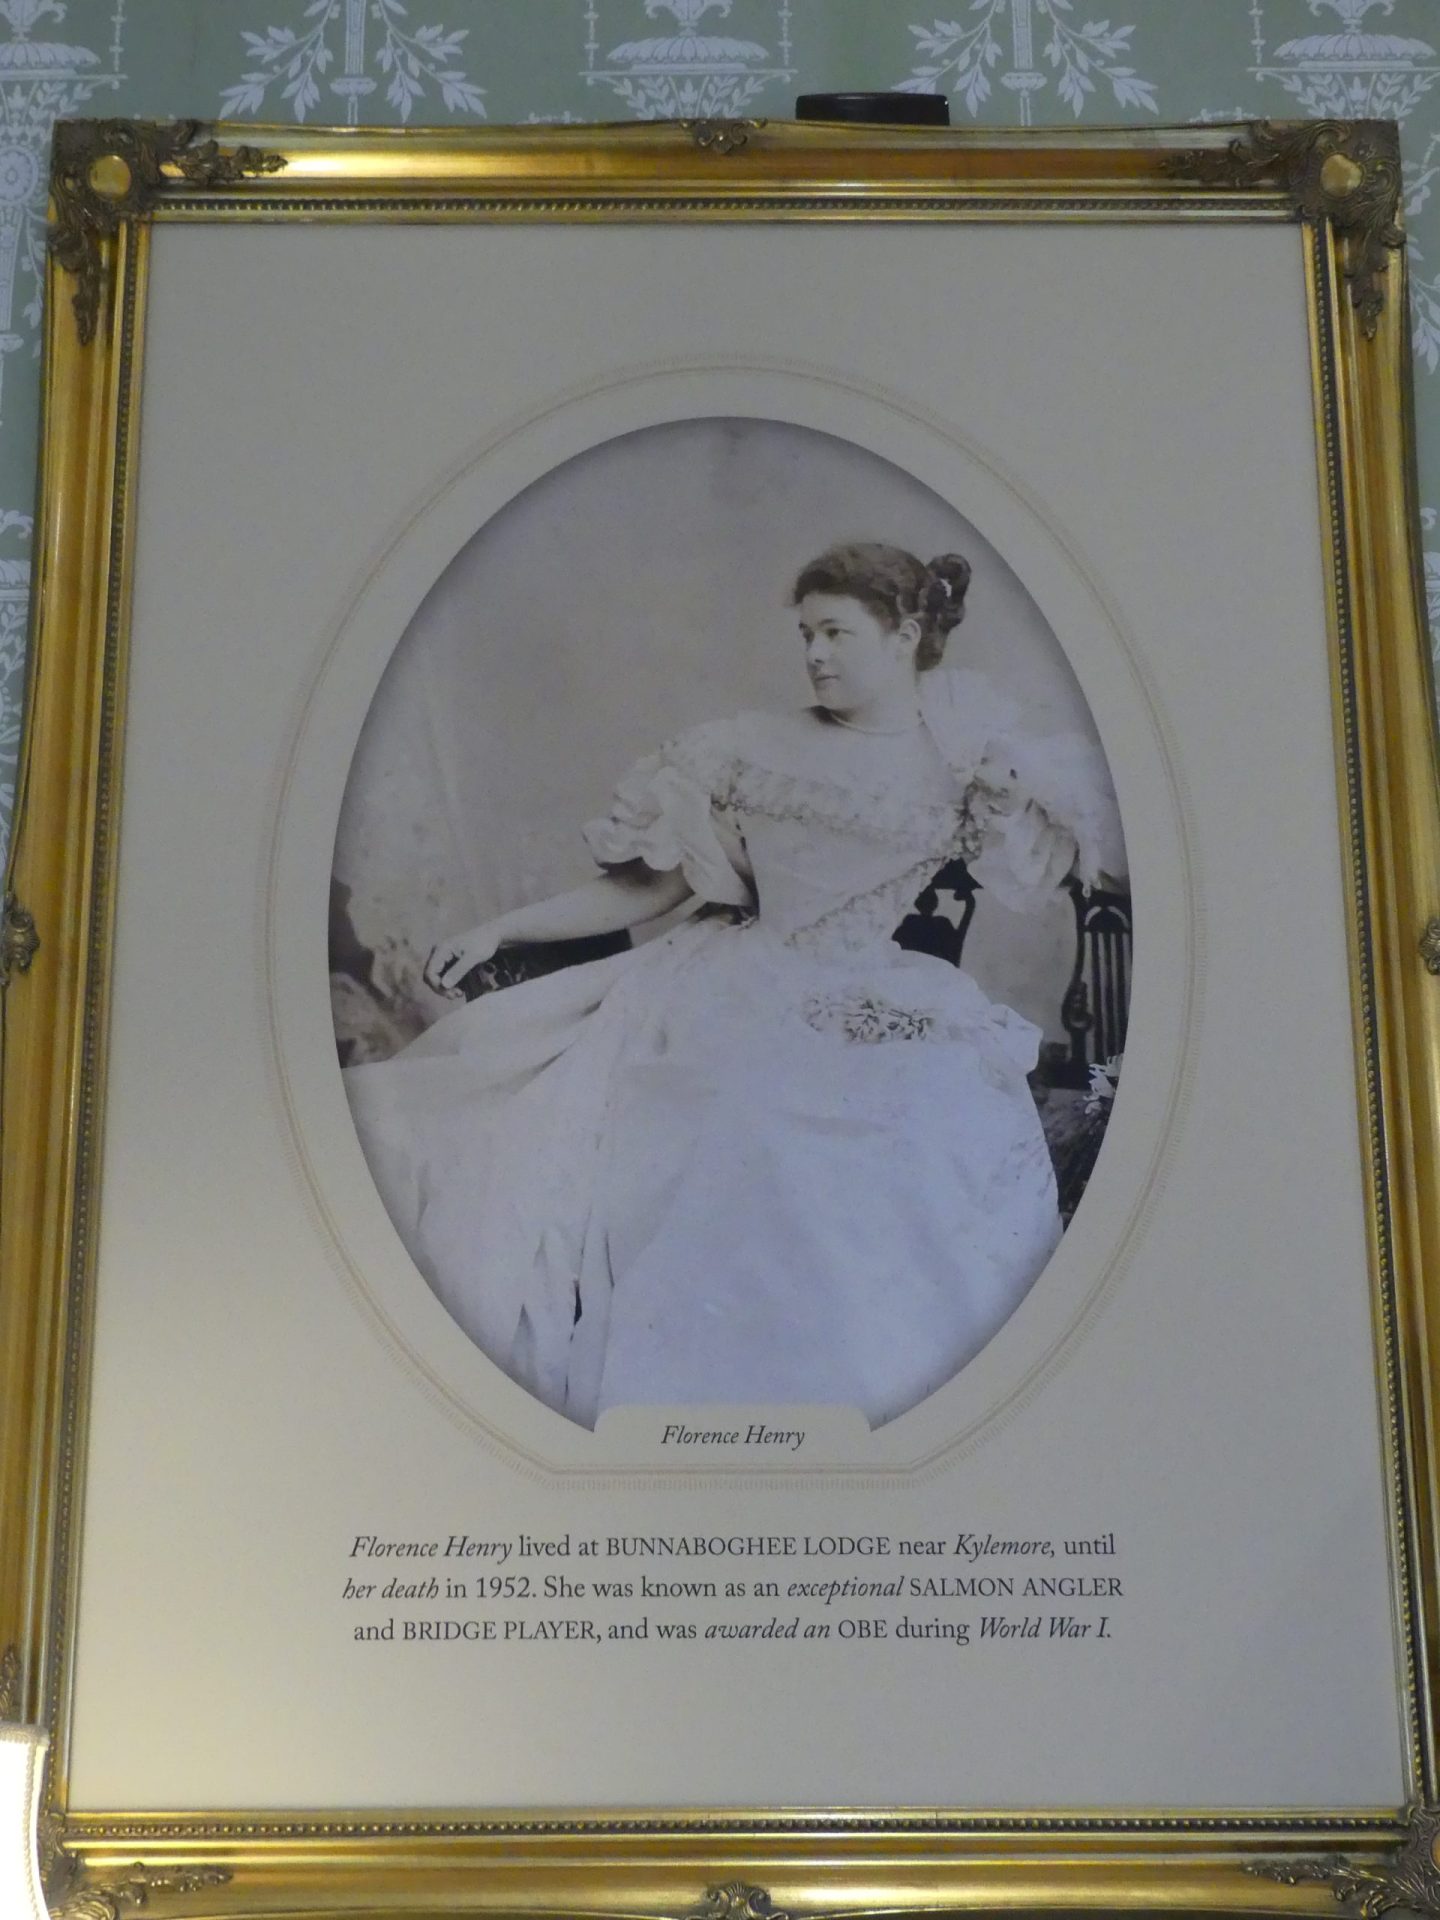 Florence Henry
Florence Henry lived at BUNNABOGHEE LODGE near Kylemore, until
her death in 1952. She was known as an exceptional SALMON ANGLER
and BRIDGE PLAYER, and was awarded an OBE during World War I.